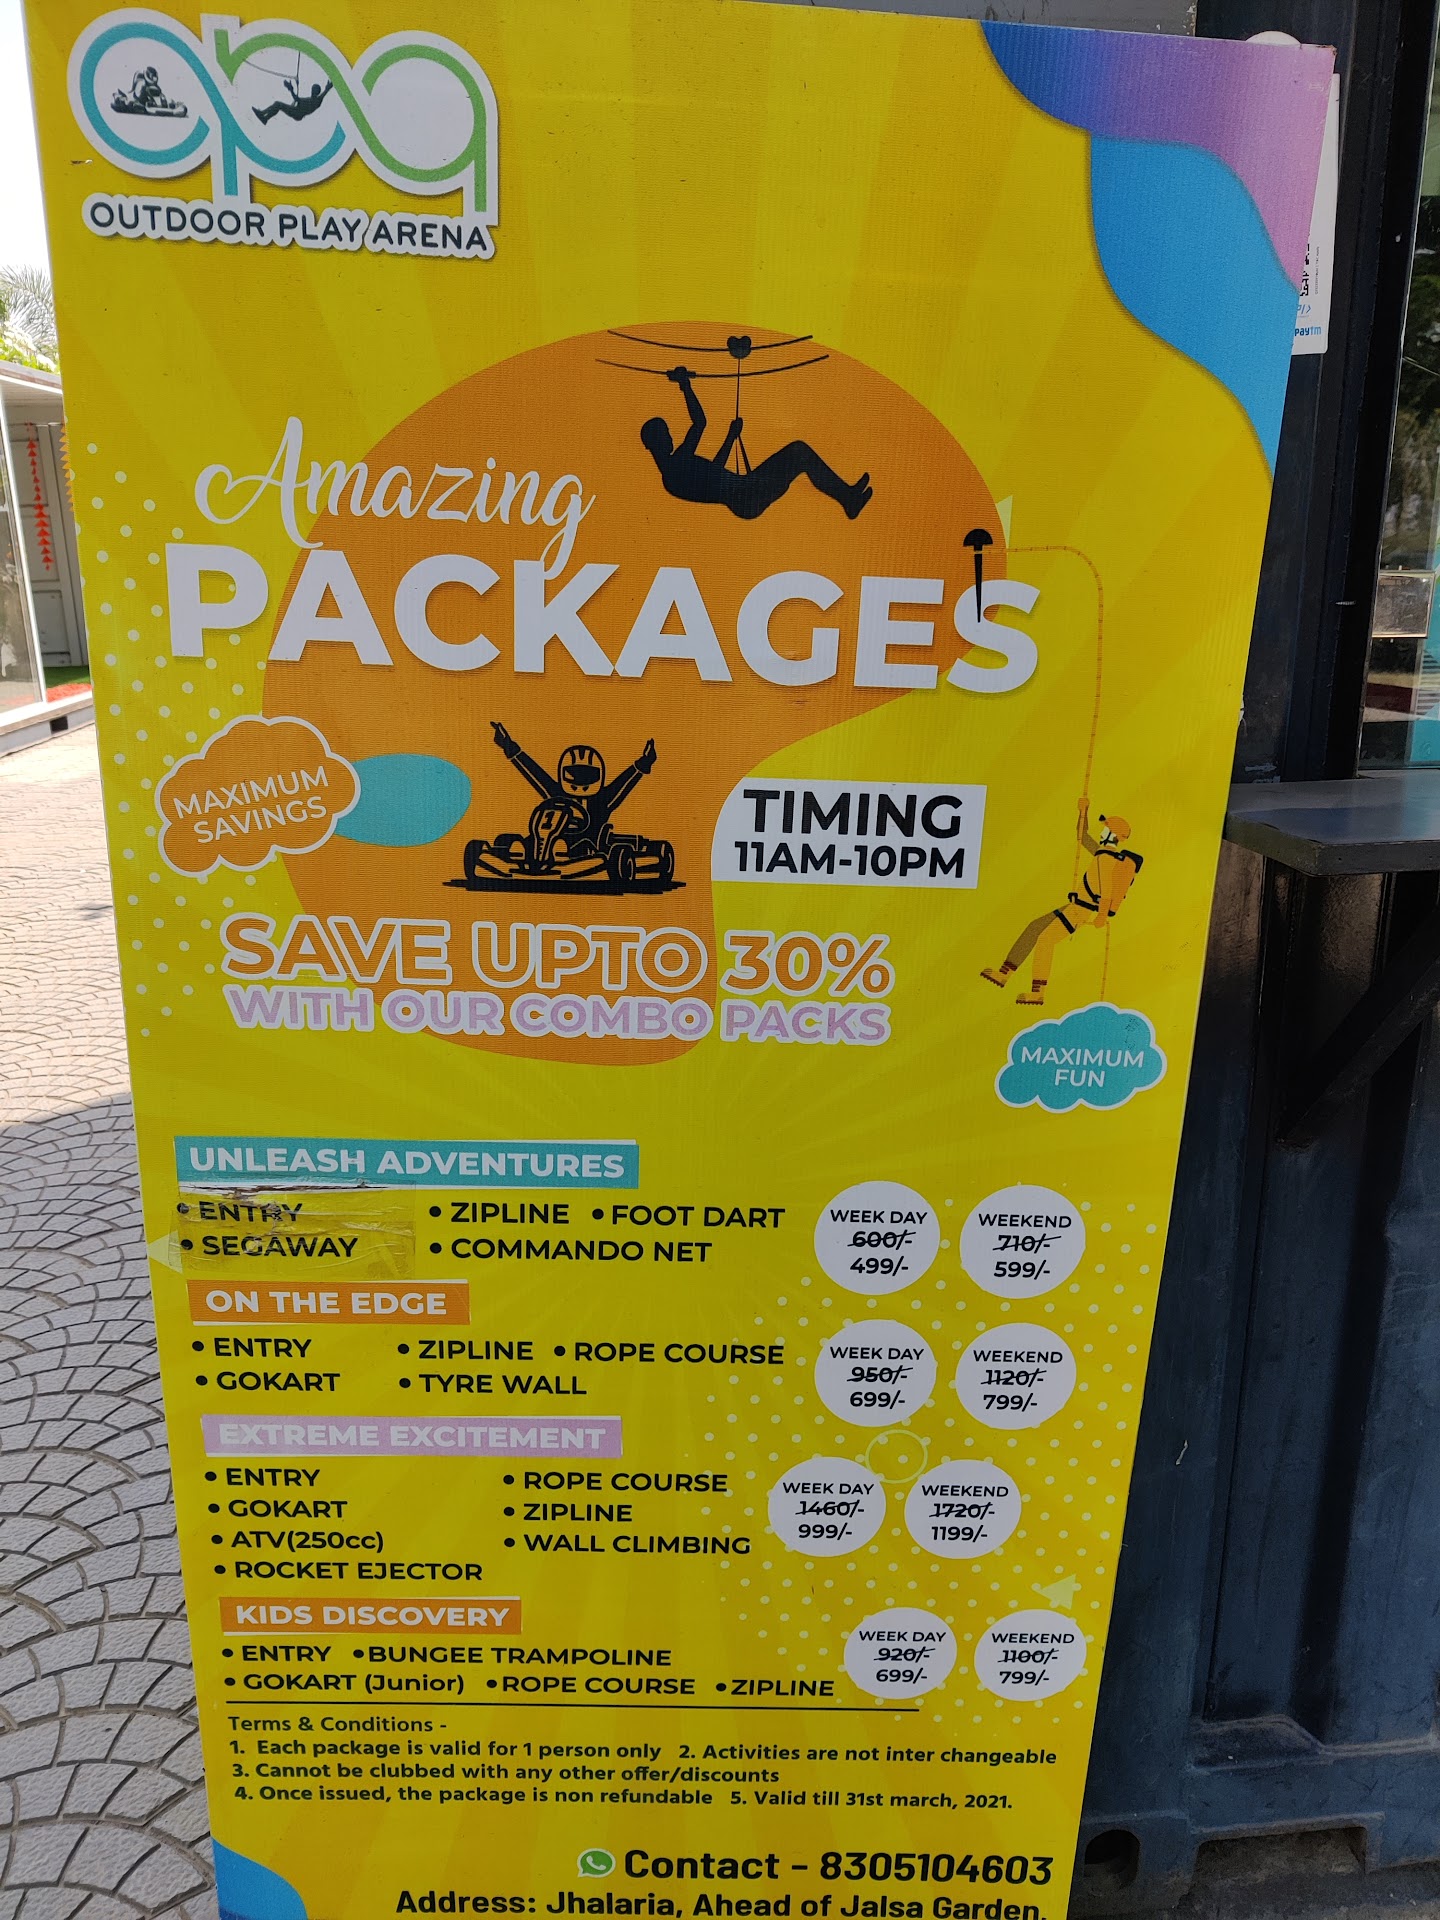 opa
OUTDOOR PLAY ARENA
Paytm
Amazing
PACKAGES
MAXIMUM
SAVINGS
1
TIMING
11AM-10PM
SAVE UPTO 30%
WITH OUR COMBO PACKS
MAXIMUM
FUN
UNLEASH ADVENTURES
• ENTRY • ZIPLINE • FOOT DART
• SEGAWAY • COMMANDO NET
WEEK DAY
600/-
499/-
WEEKEND
710/-
599/-
ON THE EDGE
• ENTRY • ZIPLINE • ROPE COURSE
• GOKART • TYRE WALL
WEEK DAY
950/-
699/-
WEEKEND
1120/-
799/-
EXTREME EXCITEMENT
• ENTRY • ROPE COURSE
• GOKART • ZIPLINE
• ATV(250cc) • WALL CLIMBING
• ROCKET EJECTOR
WEEK DAY
1460/-
999/-
WEEKEND
1720/-
1199/-
KIDS DISCOVERY
• ENTRY • BUNGEE TRAMPOLINE
• GOKART (Junior) • ROPE COURSE • ZIPLINE
WEEK DAY
920/-
699/-
WEEKEND
1100/-
799/-
Terms & Conditions -
1. Each package is valid for 1 person only 2. Activities are not inter changeable
3. Cannot be clubbed with any other offer/discounts
4. Once issued, the package is non refundable 5. Valid till 31st march, 2021.
Contact - 8305104603
Address: Jhalaria, Ahead of Jalsa Garden,